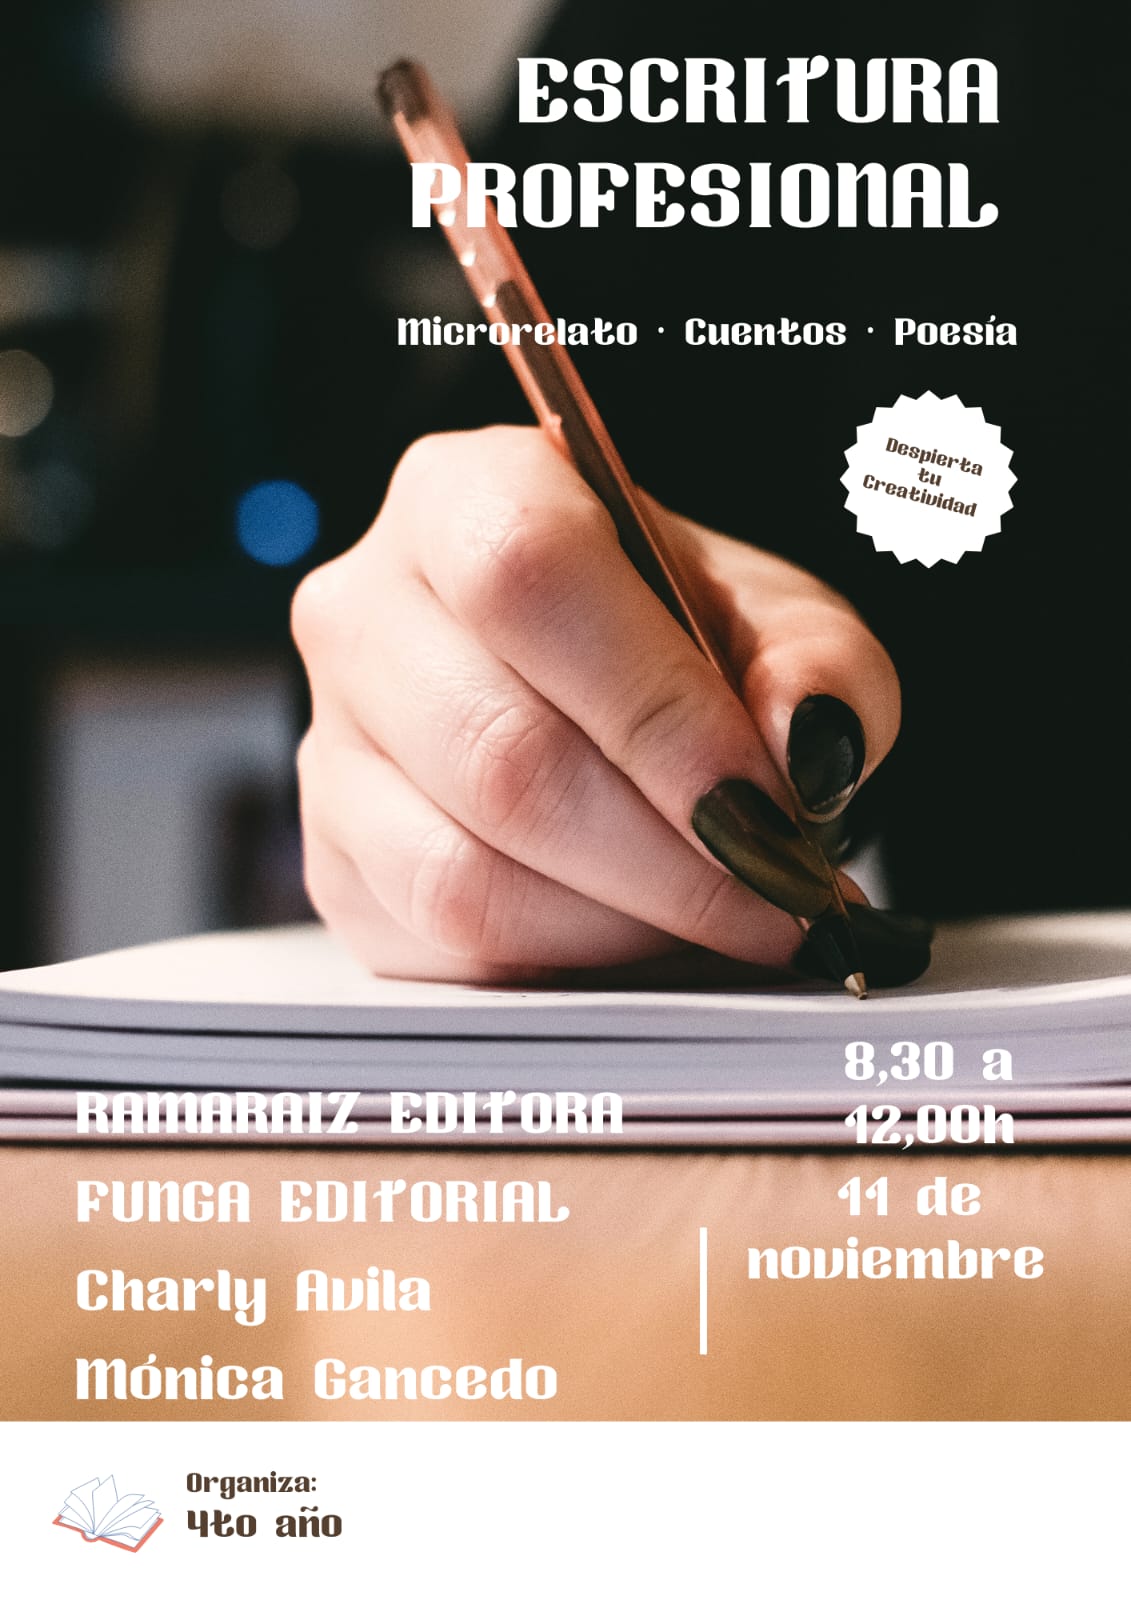 ESCRITURA
PROFESIONAL
Microrelato · Cuentos · Poesía
Despierta
tu
Creatividad
8,30 a
12,00h
11 de
noviembre
RAMARAIZ EDITORA
FUNGA EDITORIAL
Charly Avila
Mónica Gancedo
Organiza:
4to año